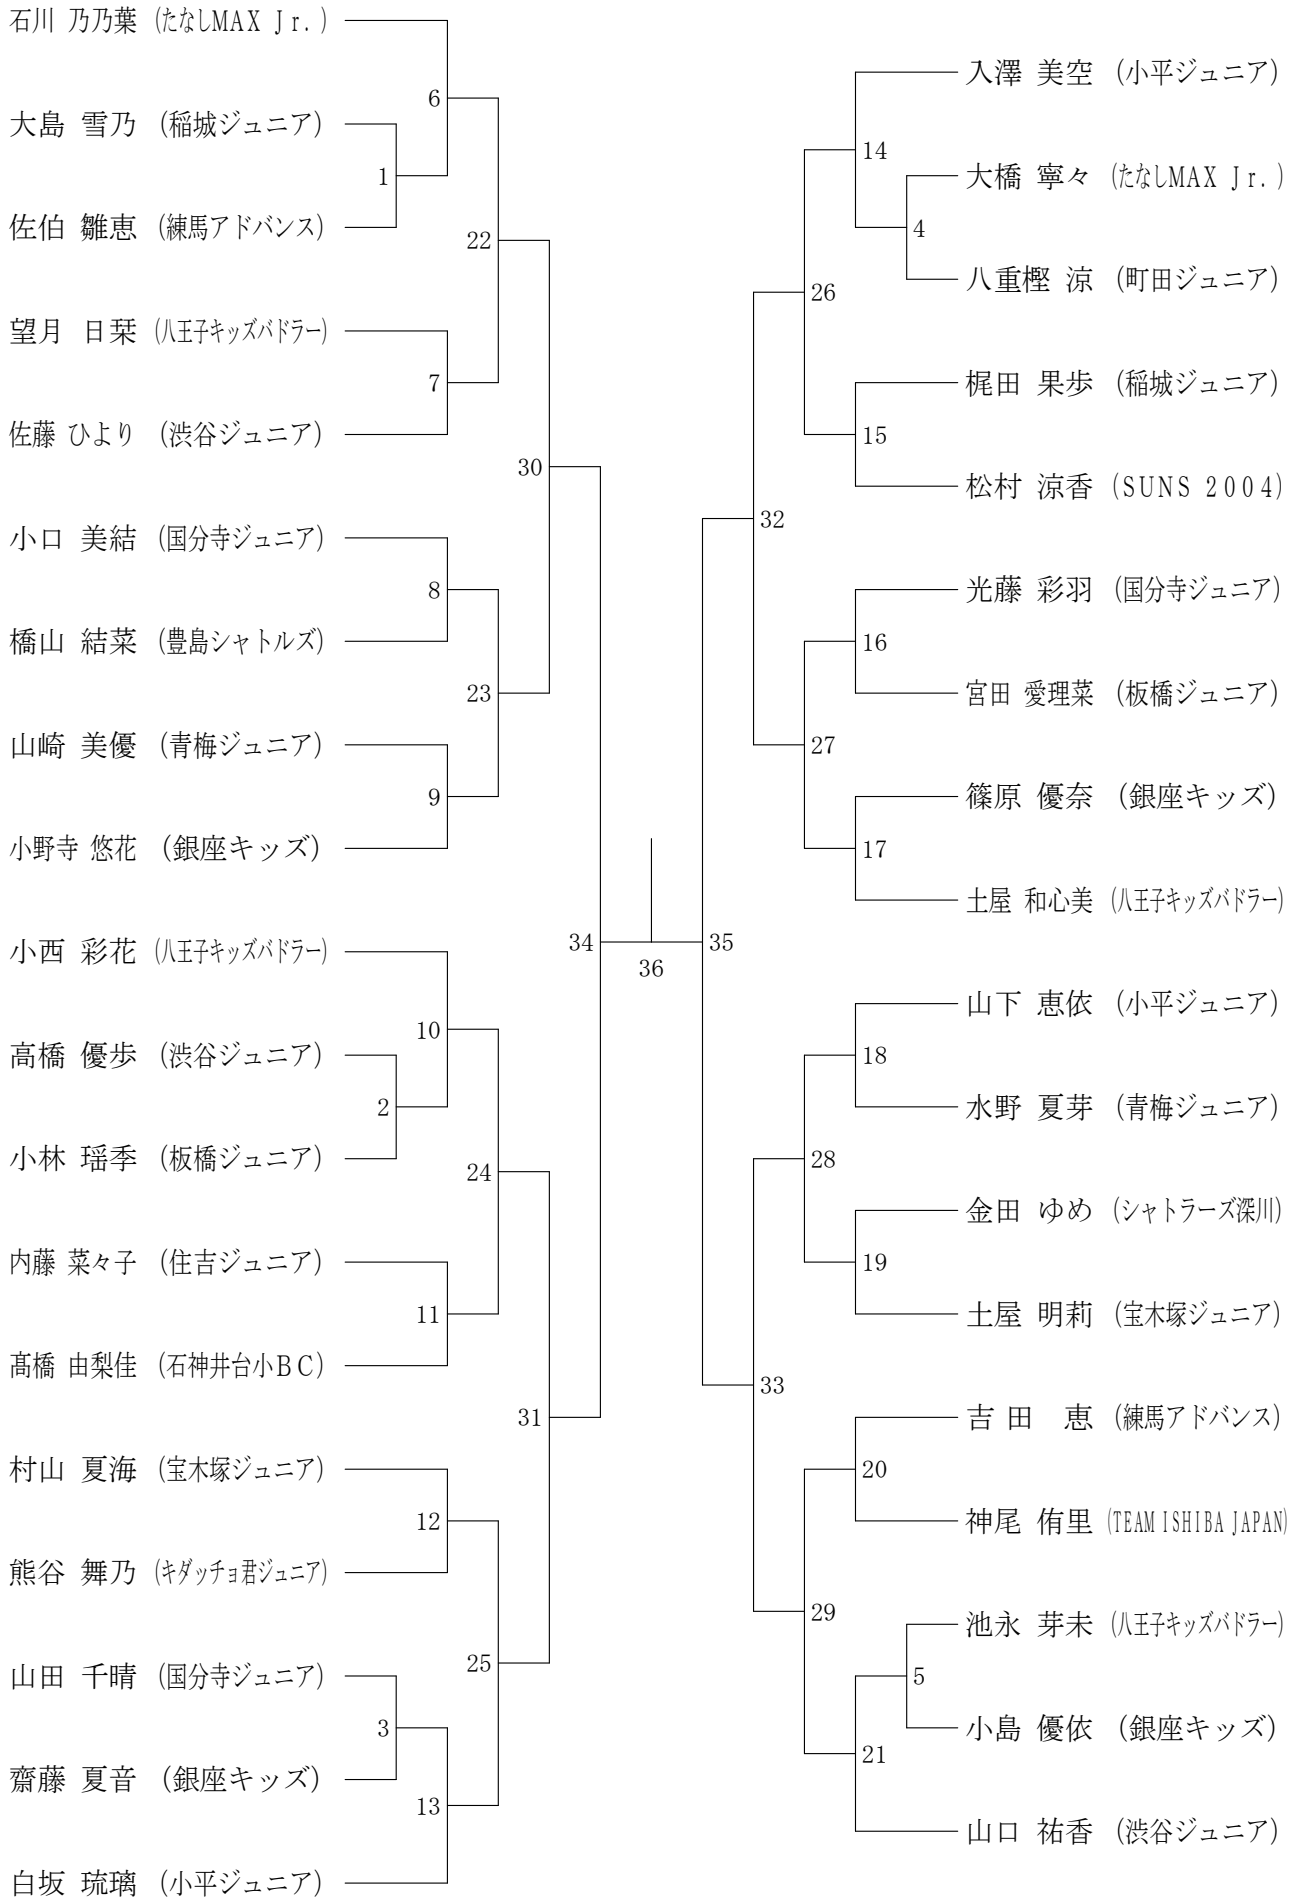 石川 乃乃葉 (たなしMAX Jr.)
6
大島 雪乃 (稲城ジュニア)
1
佐伯 雛恵 (練馬アドバンス)
22
望月 日菜 (八王子キッズバドラー)
7
佐藤 ひより (渋谷ジュニア)
30
小口 美結 (国分寺ジュニア)
8
橋山 結菜 (豊島シャトルズ)
23
山崎 美優 (青梅ジュニア)
9
小野寺 悠花 (銀座キッズ)
34
小西 彩花 (八王子キッズバドラー)
10
高橋 優歩 (渋谷ジュニア)
2
小林 瑶季 (板橋ジュニア)
24
内藤 菜々子 (住吉ジュニア)
11
髙橋 由梨佳 (石神井台小BC)
31
村山 夏海 (宝木塚ジュニア)
12
熊谷 舞乃 (キダッチョ君ジュニア)
25
山田 千晴 (国分寺ジュニア)
3
齋藤 夏音 (銀座キッズ)
13
白坂 琉璃 (小平ジュニア)
36
入澤 美空 (小平ジュニア)
14
大橋 寧々 (たなしMAX Jr.)
4
八重樫 涼 (町田ジュニア)
26
梶田 果歩 (稲城ジュニア)
15
松村 涼香 (SUNS 2004)
32
光藤 彩羽 (国分寺ジュニア)
16
宮田 愛理菜 (板橋ジュニア)
27
篠原 優奈 (銀座キッズ)
17
土屋 和心美 (八王子キッズバドラー)
35
山下 恵依 (小平ジュニア)
18
水野 夏芽 (青梅ジュニア)
28
金田 ゆめ (シャトラーズ深川)
19
土屋 明莉 (宝木塚ジュニア)
33
吉田 恵 (練馬アドバンス)
20
神尾 侑里 (TEAM ISHIBA JAPAN)
29
池永 芽未 (八王子キッズバドラー)
5
小島 優依 (銀座キッズ)
21
山口 祐香 (渋谷ジュニア)